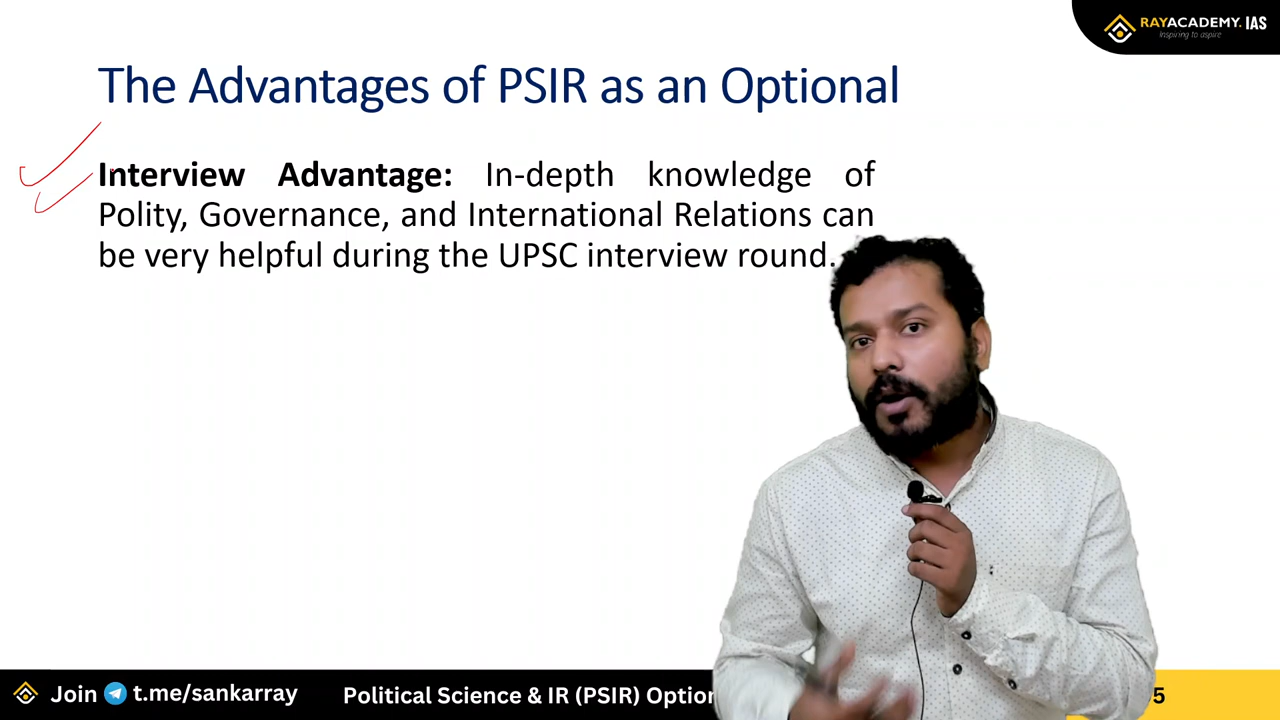 RAYACADEMY. IAS
Inspiring to aspire
The Advantages of PSIR as an Optional
Interview Advantage: In-depth knowledge of
Polity, Governance, and International Relations can
be very helpful during the UPSC interview round.
Join t.me/sankarray
Political Science & IR (PSIR) Option
5